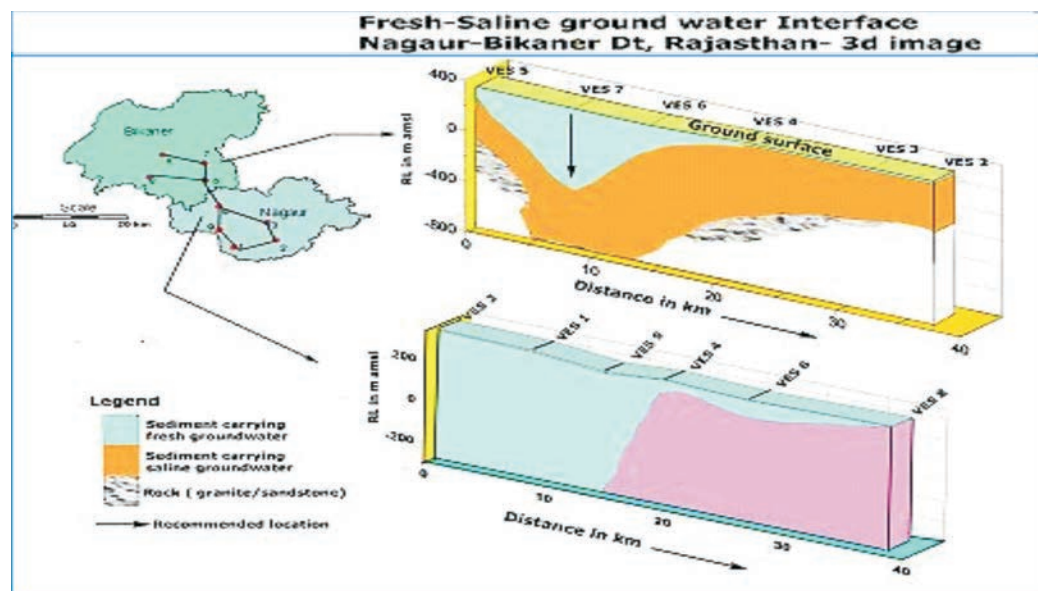 Fresh-Saline ground water Interface
Nagaur-Bikaner Dt, Rajasthan- 3d image
Bikaner
Nagaur
Scale
20 km
RL in m amsl
400
0
-400
-800
VES 5
VES 7
VES 6
VES 4
VES 3
VES 2
Ground surface
0
10
20
30
40
Distance in km
RL in m amsl
200
0
-200
VES 1
VES 9
VES 4
VES 6
VES 8
0
10
20
30
40
Distance in km
Legend
Sediment carrying
fresh groundwater
Sediment carrying
saline groundwater
Rock ( granite/sandstone)
Recommended location